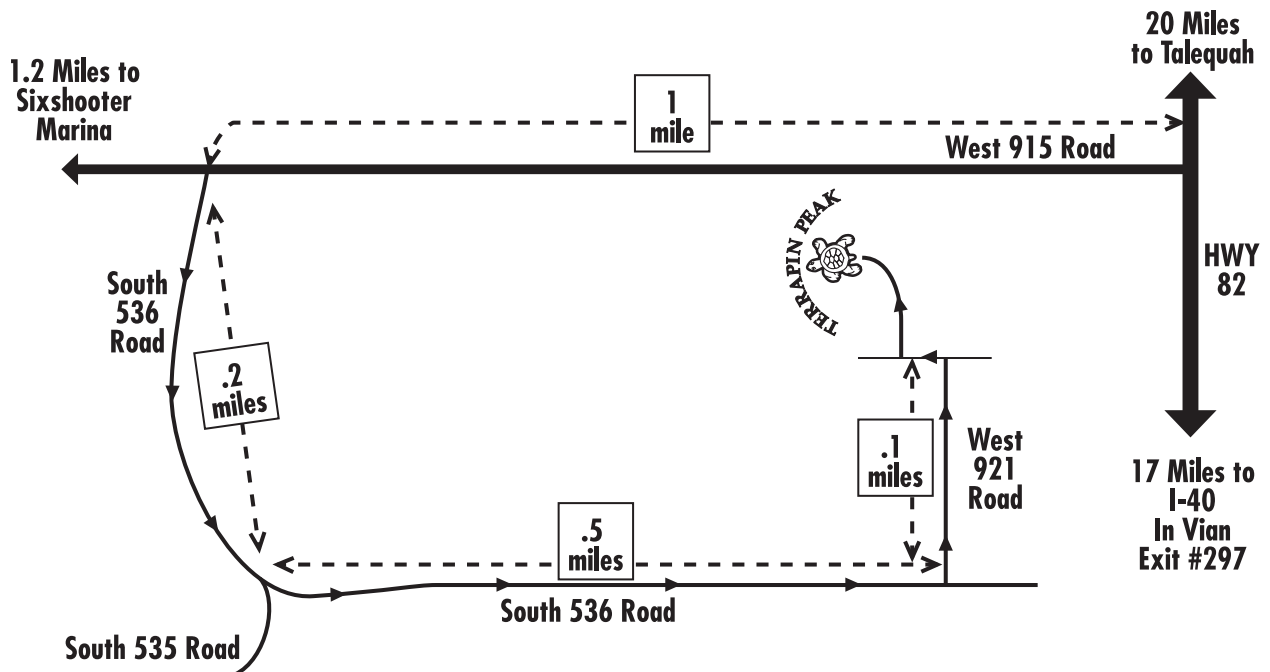 20 Miles
to Talequah
1.2 Miles to
Sixshooter
Marina
1
mile
West 915 Road
TERRAPIN PEAK
HWY
82
South
536
Road
.2
miles
.1
miles
West
921
Road
17 Miles to
I-40
In Vian
Exit #297
.5
miles
South 536 Road
South 535 Road